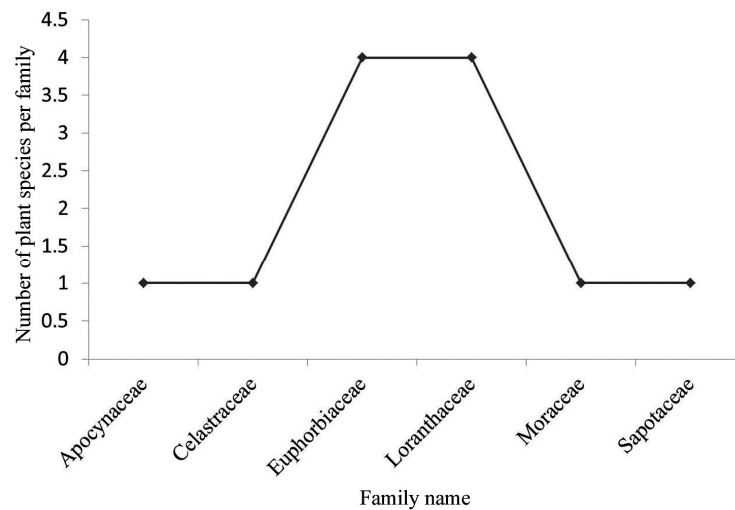 Number of plant species per family
4.5
4
3.5
3
2.5
2
1.5
1
0.5
0
Apocynaceae
Celastraceae
Euphorbiaceae
Loranthaceae
Moraceae
Sapotaceae
Family name